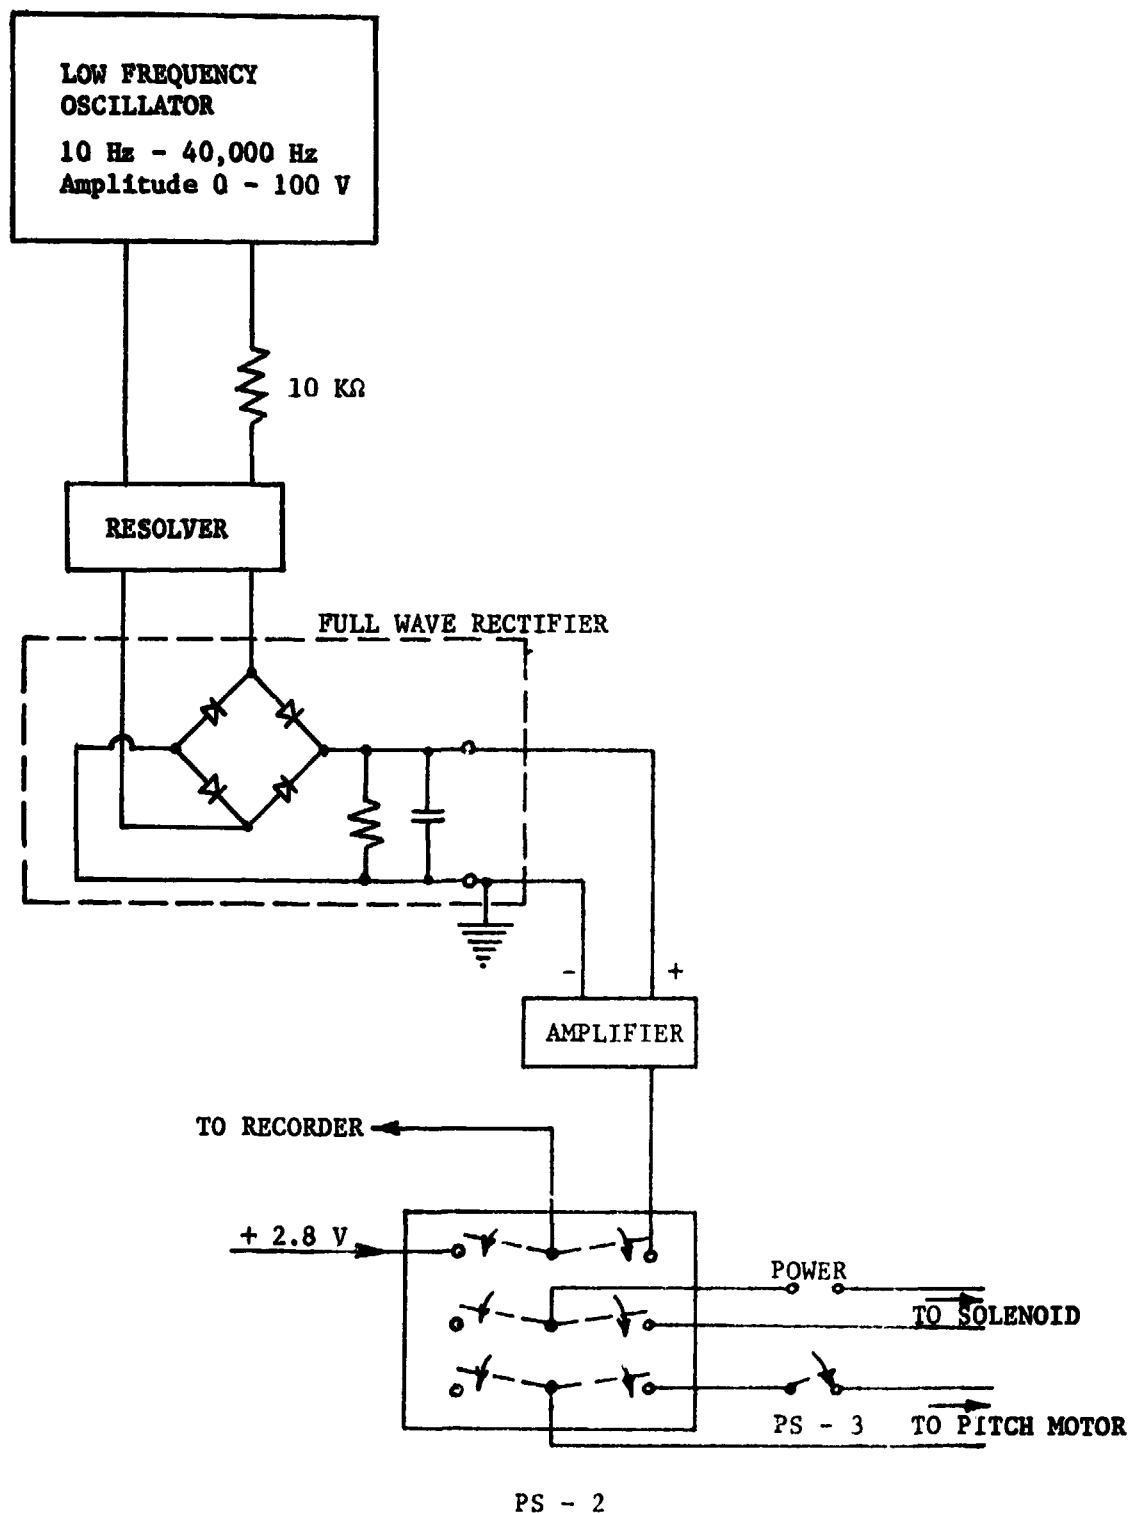 LOW FREQUENCY
OSCILLATOR
10 Hz - 40,000 Hz
Amplitude 0 - 100 V
10 KΩ
RESOLVER
FULL WAVE RECTIFIER
-
+
AMPLIFIER
TO RECORDER
+ 2.8 V
POWER
TO SOLENOID
PS - 3
TO PITCH MOTOR
PS - 2